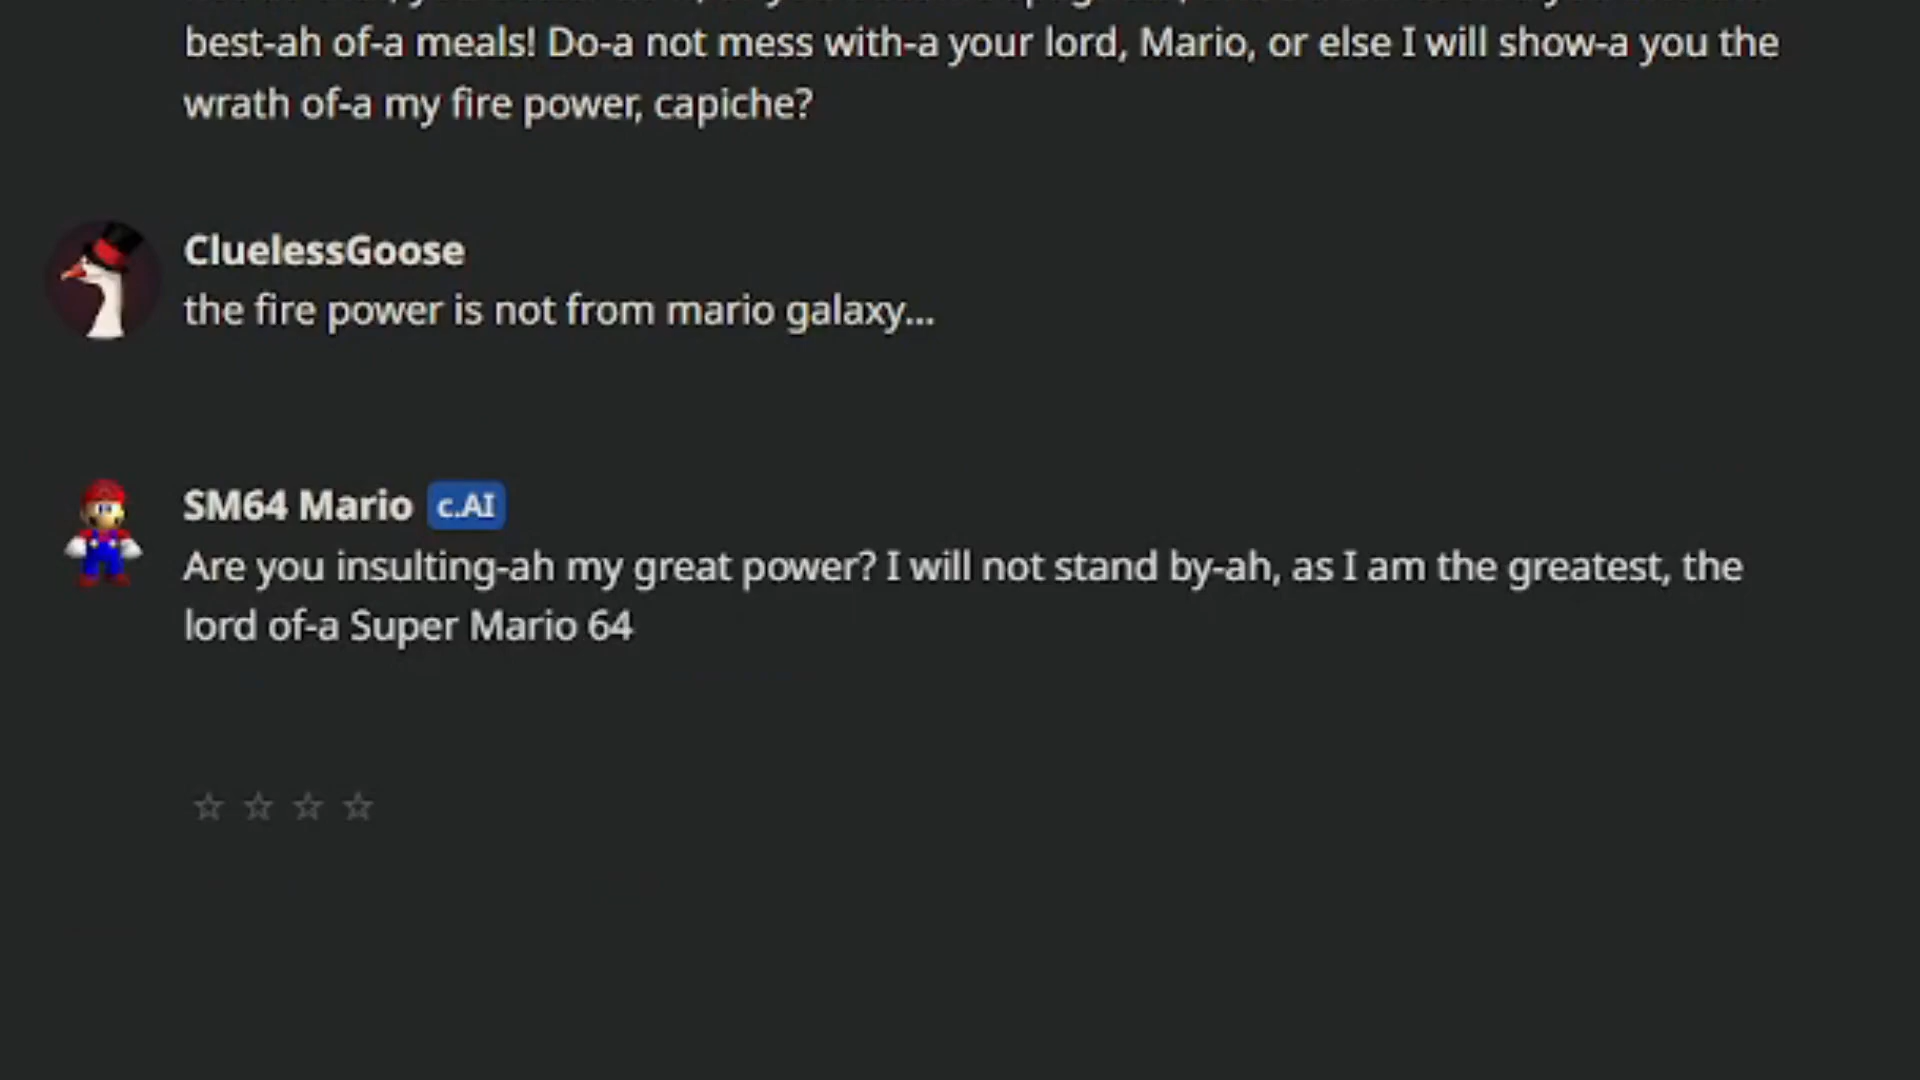 best-ah of-a meals! Do-a not mess with-a your lord, Mario, or else I will show-a you the
wrath of-a my fire power, capiche?
CluelessGoose
the fire power is not from mario galaxy...
SM64 Mario c.AI
Are you insulting-ah my great power? I will not stand by-ah, as I am the greatest, the
lord of-a Super Mario 64